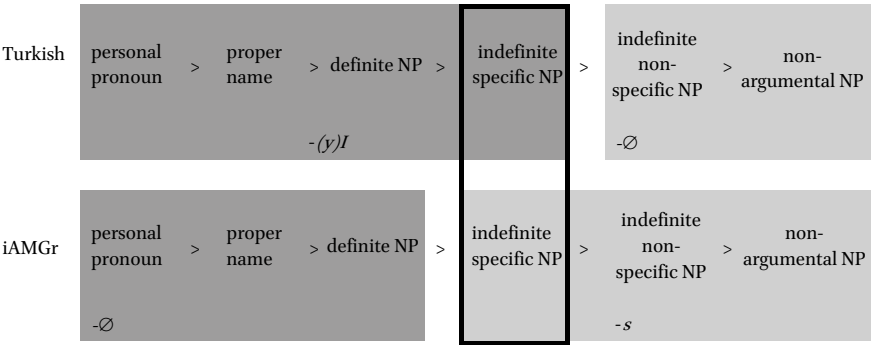 Turkish personal pronoun > proper name > definite NP > indefinite specific NP > indefinite non-specific NP > non-argumental NP
-(y)I -∅
iAMGr personal pronoun > proper name > definite NP > indefinite specific NP > indefinite non-specific NP > non-argumental NP
-∅ -s